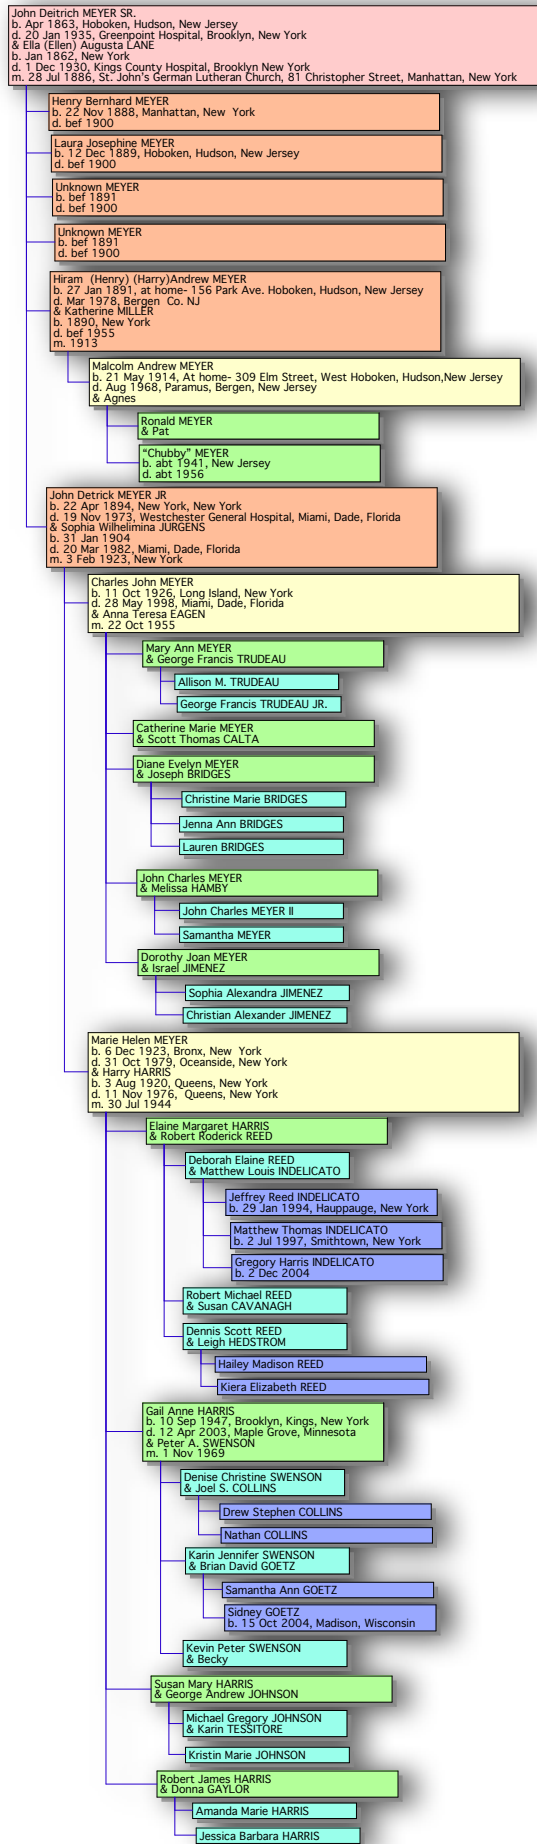 John Deitrich MEYER SR.
b. Apr 1863, Hoboken, Hudson, New Jersey
d. 20 Jan 1935, Greenpoint Hospital, Brooklyn, New York
& Ella (Ellen) Augusta LANE
b. Jan 1862, New York
d. 1 Dec 1930, Kings County Hospital, Brooklyn New York
m. 28 Jul 1886, St. John's German Lutheran Church, 81 Christopher Street, Manhattan, New York
Henry Bernhard MEYER
b. 22 Nov 1888, Manhattan, New York
d. bef 1900
Laura Josephine MEYER
b. 12 Dec 1889, Hoboken, Hudson, New Jersey
d. bef 1900
Unknown MEYER
b. bef 1891
d. bef 1900
Unknown MEYER
b. bef 1891
d. bef 1900
Hiram (Henry) (Harry)Andrew MEYER
b. 27 Jan 1891, at home- 156 Park Ave. Hoboken, Hudson, New Jersey
d. Mar 1978, Bergen Co. NJ
& Katherine MILLER
b. 1890, New York
d. bef 1955
m. 1913
Malcolm Andrew MEYER
b. 21 May 1914, At home- 309 Elm Street, West Hoboken, Hudson,New Jersey
d. Aug 1968, Paramus, Bergen, New Jersey
& Agnes
Ronald MEYER
& Pat
"Chubby" MEYER
b. abt 1941, New Jersey
d. abt 1956
John Detrick MEYER JR
b. 22 Apr 1894, New York, New York
d. 19 Nov 1973, Westchester General Hospital, Miami, Dade, Florida
& Sophia Wilhelimina JURGENS
b. 31 Jan 1904
d. 20 Mar 1982, Miami, Dade, Florida
m. 3 Feb 1923, New York
Charles John MEYER
b. 11 Oct 1926, Long Island, New York
d. 28 May 1998, Miami, Dade, Florida
& Anna Teresa EAGEN
m. 22 Oct 1955
Mary Ann MEYER
& George Francis TRUDEAU
Allison M. TRUDEAU
George Francis TRUDEAU JR.
Catherine Marie MEYER
& Scott Thomas CALTA
Diane Evelyn MEYER
& Joseph BRIDGES
Christine Marie BRIDGES
Jenna Ann BRIDGES
Lauren BRIDGES
John Charles MEYER
& Melissa HAMBY
John Charles MEYER II
Samantha MEYER
Dorothy Joan MEYER
& Israel JIMENEZ
Sophia Alexandra JIMENEZ
Christian Alexander JIMENEZ
Marie Helen MEYER
b. 6 Dec 1923, Bronx, New York
d. 31 Oct 1979, Oceanside, New York
& Harry HARRIS
b. 3 Aug 1920, Queens, New York
d. 11 Nov 1976, Queens, New York
m. 30 Jul 1944
Elaine Margaret HARRIS
& Robert Roderick REED
Deborah Elaine REED
& Matthew Louis INDELICATO
Jeffrey Reed INDELICATO
b. 29 Jan 1994, Hauppauge, New York
Matthew Thomas INDELICATO
b. 2 Jul 1997, Smithtown, New York
Gregory Harris INDELICATO
b. 2 Dec 2004
Robert Michael REED
& Susan CAVANAGH
Dennis Scott REED
& Leigh HEDSTROM
Hailey Madison REED
Kiera Elizabeth REED
Gail Anne HARRIS
b. 10 Sep 1947, Brooklyn, Kings, New York
d. 12 Apr 2003, Maple Grove, Minnesota
& Peter A. SWENSON
m. 1 Nov 1969
Denise Christine SWENSON
& Joel S. COLLINS
Drew Stephen COLLINS
Nathan COLLINS
Karin Jennifer SWENSON
& Brian David GOETZ
Samantha Ann GOETZ
Sidney GOETZ
b. 15 Oct 2004, Madison, Wisconsin
Kevin Peter SWENSON
& Becky
Susan Mary HARRIS
& George Andrew JOHNSON
Michael Gregory JOHNSON
& Karin TESSITORE
Kristin Marie JOHNSON
Robert James HARRIS
& Donna GAYLOR
Amanda Marie HARRIS
Jessica Barbara HARRIS